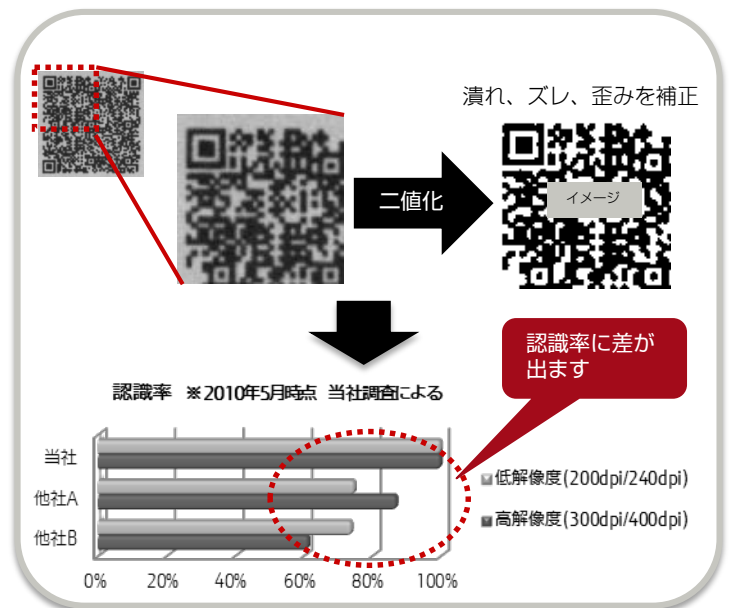 潰れ、ズレ、歪みを補正
二値化
イメージ
認識率に差が
出ます
認識率 ※2010年5月時点 当社調査による
当社
他社A
他社B
低解像度(200dpi/240dpi)
高解像度(300dpi/400dpi)
0% 20% 40% 60% 80% 100%